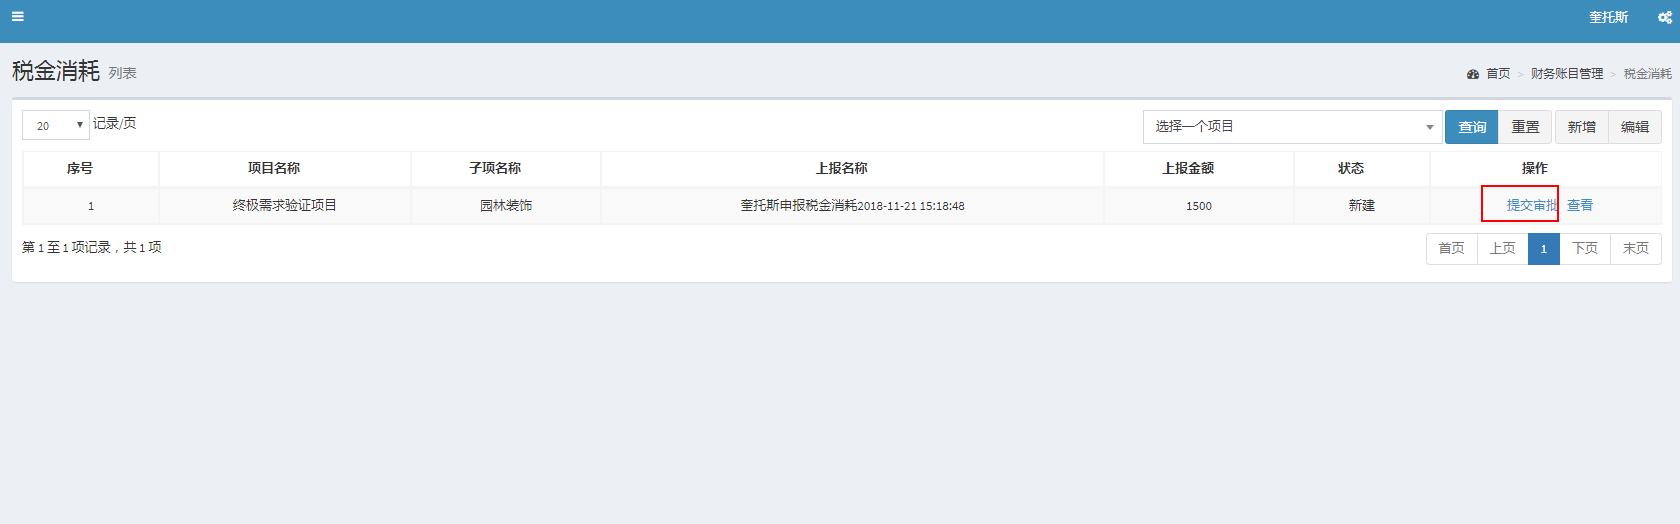 奎托斯
税金消耗 列表
首页 > 财务账目管理 > 税金消耗
20 记录/页
选择一个项目 查询 重置 新增 编辑
序号 项目名称 子项名称 上报名称 上报金额 状态 操作
1 终极需求验证项目 园林装饰 奎托斯申报税金消耗2018-11-21 15:18:48 1500 新建 提交审批 查看
第 1 至 1 项记录，共 1 项
首页 上页 1 下页 末页